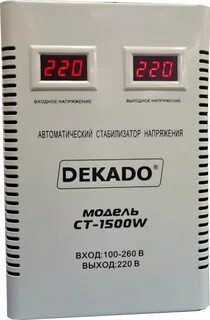 220 220
ВХОДНОЕ НАПРЯЖЕНИЕ ВЫХОДНОЕ НАПРЯЖЕНИЕ
АВТОМАТИЧЕСКИЙ СТАБИЛИЗАТОР НАПРЯЖЕНИЯ
DEKADO®
МОДЕЛЬ
СТ-1500W
ВХОД:100-260 В
ВЫХОД:220 В